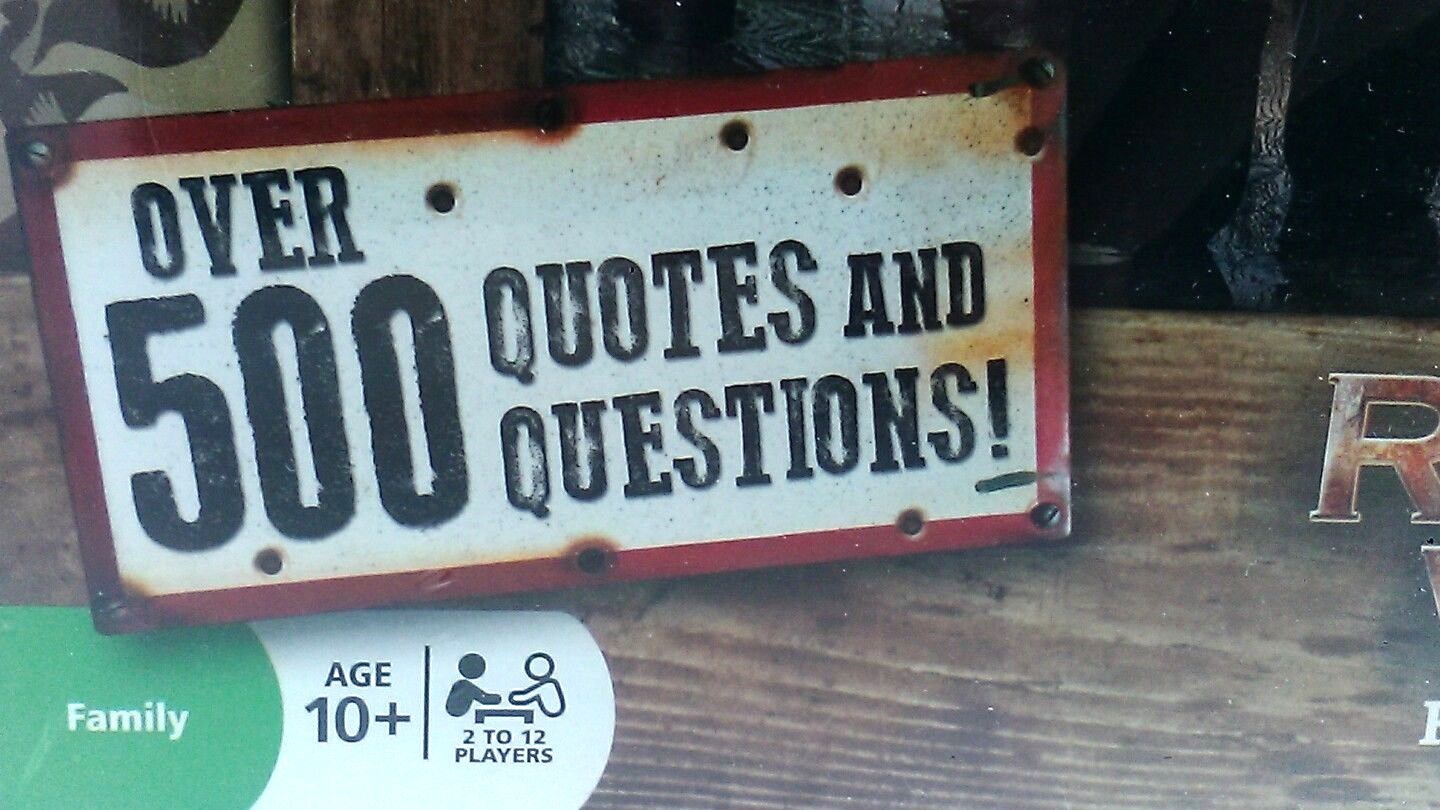 OVER
500 QUOTES AND
QUESTIONS!
Family
AGE
10+
2 TO 12
PLAYERS
R